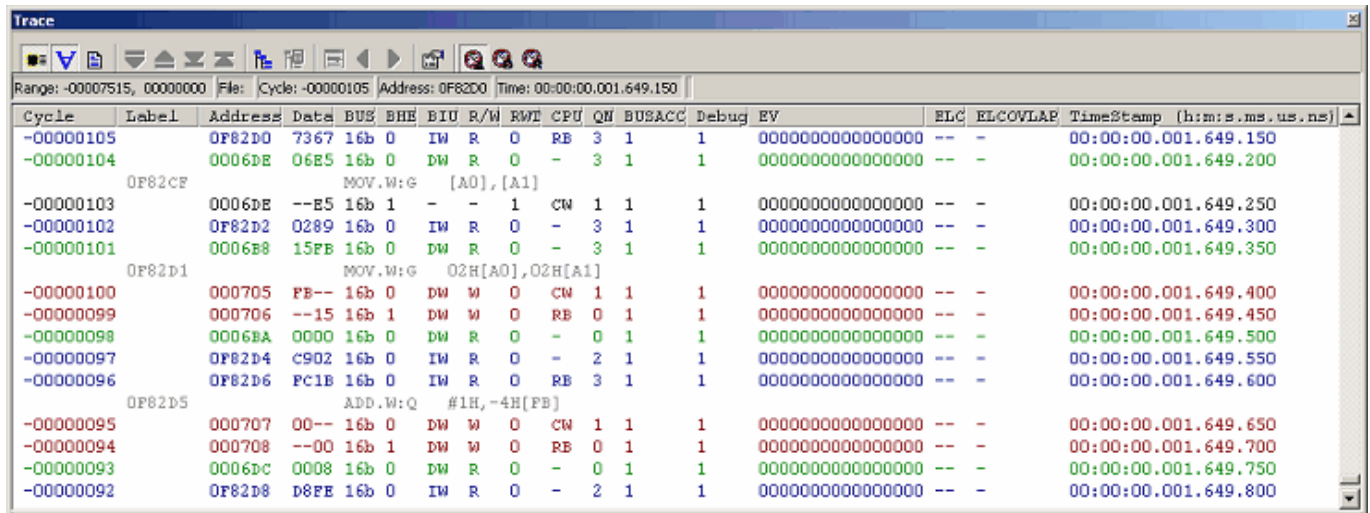 Trace
Range: -00007515, 00000000 File: Cycle: -00000105 Address: 0F82D0 Time: 00:00:00.001.649.150
Cycle Label Address Data BUS BHE BIU R/W RWT CPU QN BUSACC Debug EV ELC ELCOVLAP TimeStamp (h:m:s.ms.us.ns)
-00000105 0F82D0 7367 16b 0 IW R 0 RB 3 1 1 0000000000000000 -- - 00:00:00.001.649.150
-00000104 0006DE 06E5 16b 0 DW R 0 - 3 1 1 0000000000000000 -- - 00:00:00.001.649.200
0F82CF MOV.W:G [A0],[A1]
-00000103 0006DE --E5 16b 1 - - 1 CW 1 1 1 0000000000000000 -- - 00:00:00.001.649.250
-00000102 0F82D2 0289 16b 0 IW R 0 - 3 1 1 0000000000000000 -- - 00:00:00.001.649.300
-00000101 0006B8 15FB 16b 0 DW R 0 - 3 1 1 0000000000000000 -- - 00:00:00.001.649.350
0F82D1 MOV.W:G 02H[A0],02H[A1]
-00000100 000705 FB-- 16b 0 DW W 0 CW 1 1 1 0000000000000000 -- - 00:00:00.001.649.400
-00000099 000706 --15 16b 1 DW W 0 RB 0 1 1 0000000000000000 -- - 00:00:00.001.649.450
-00000098 0006BA 0000 16b 0 DW R 0 - 0 1 1 0000000000000000 -- - 00:00:00.001.649.500
-00000097 0F82D4 C902 16b 0 IW R 0 - 2 1 1 0000000000000000 -- - 00:00:00.001.649.550
-00000096 0F82D6 FC1B 16b 0 IW R 0 RB 3 1 1 0000000000000000 -- - 00:00:00.001.649.600
0F82D5 ADD.W:Q #1H,-4H[FB]
-00000095 000707 00-- 16b 0 DW W 0 CW 1 1 1 0000000000000000 -- - 00:00:00.001.649.650
-00000094 000708 --00 16b 1 DW W 0 RB 0 1 1 0000000000000000 -- - 00:00:00.001.649.700
-00000093 0006DC 0008 16b 0 DW R 0 - 0 1 1 0000000000000000 -- - 00:00:00.001.649.750
-00000092 0F82D8 D8FE 16b 0 IW R 0 - 2 1 1 0000000000000000 -- - 00:00:00.001.649.800